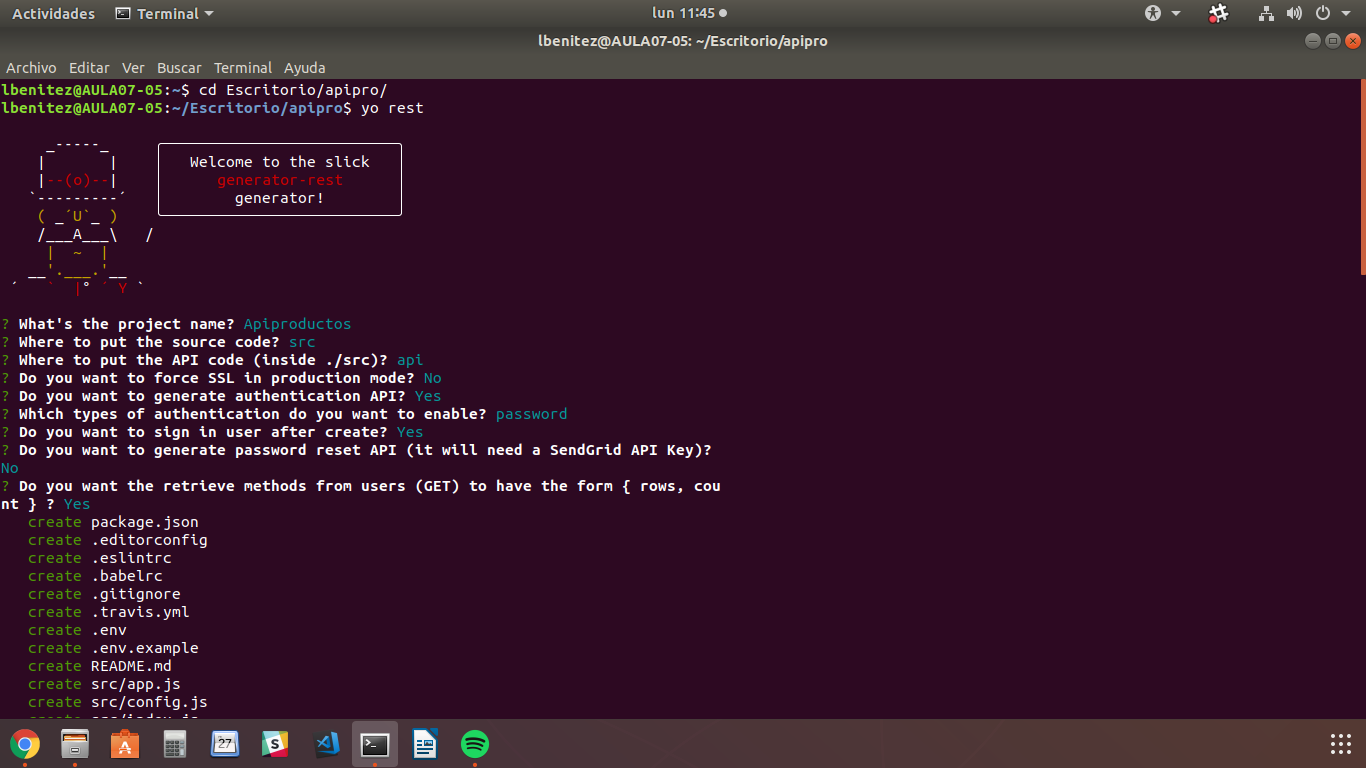 Actividades Terminal lun 11:45
lbenitez@AULA07-05: ~/Escritorio/apipro
Archivo Editar Ver Buscar Terminal Ayuda
lbenitez@AULA07-05:~$ cd Escritorio/apipro/
lbenitez@AULA07-05:~/Escritorio/apipro$ yo rest
Welcome to the slick
generator-rest
generator!
? What's the project name? Apiproductos
? Where to put the source code? src
? Where to put the API code (inside ./src)? api
? Do you want to force SSL in production mode? No
? Do you want to generate authentication API? Yes
? Which types of authentication do you want to enable? password
? Do you want to sign in user after create? Yes
? Do you want to generate password reset API (it will need a SendGrid API Key)?
No
? Do you want the retrieve methods from users (GET) to have the form { rows, cou
nt } ? Yes
create package.json
create .editorconfig
create .eslintrc
create .babelrc
create .gitignore
create .travis.yml
create .env
create .env.example
create README.md
create src/app.js
create src/config.js
create src/index.js
27